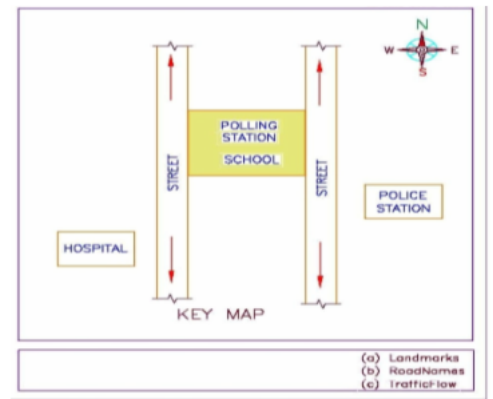 N
W E
S
POLLING
STATION
SCHOOL
STREET
STREET
POLICE
STATION
HOSPITAL
KEY MAP
(a) Landmarks
(b) RoadNames
(c) TrafficFlow